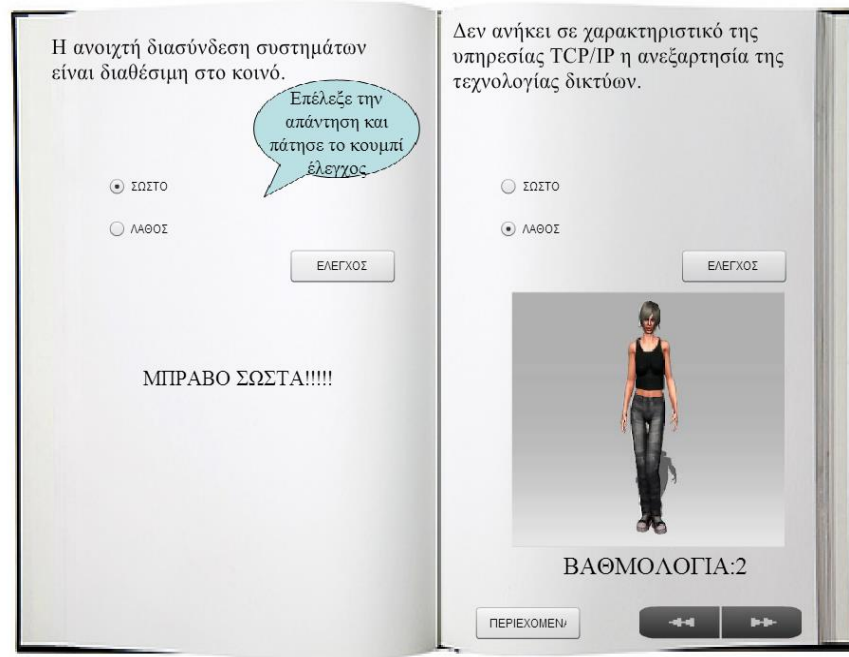 Η ανοιχτή διασύνδεση συστημάτων
είναι διαθέσιμη στο κοινό.
Επέλεξε την
απάντηση και
πάτησε το κουμπί
έλεγχος
ΣΩΣΤΟ
ΛΑΘΟΣ
ΕΛΕΓΧΟΣ
ΜΠΡΑΒΟ ΣΩΣΤΑ!!!!!
Δεν ανήκει σε χαρακτηριστικό της
υπηρεσίας TCP/IP η ανεξαρτησία της
τεχνολογίας δικτύων.
ΣΩΣΤΟ
ΛΑΘΟΣ
ΕΛΕΓΧΟΣ
ΒΑΘΜΟΛΟΓΙΑ:2
ΠΕΡΙΕΧΟΜΕΝ